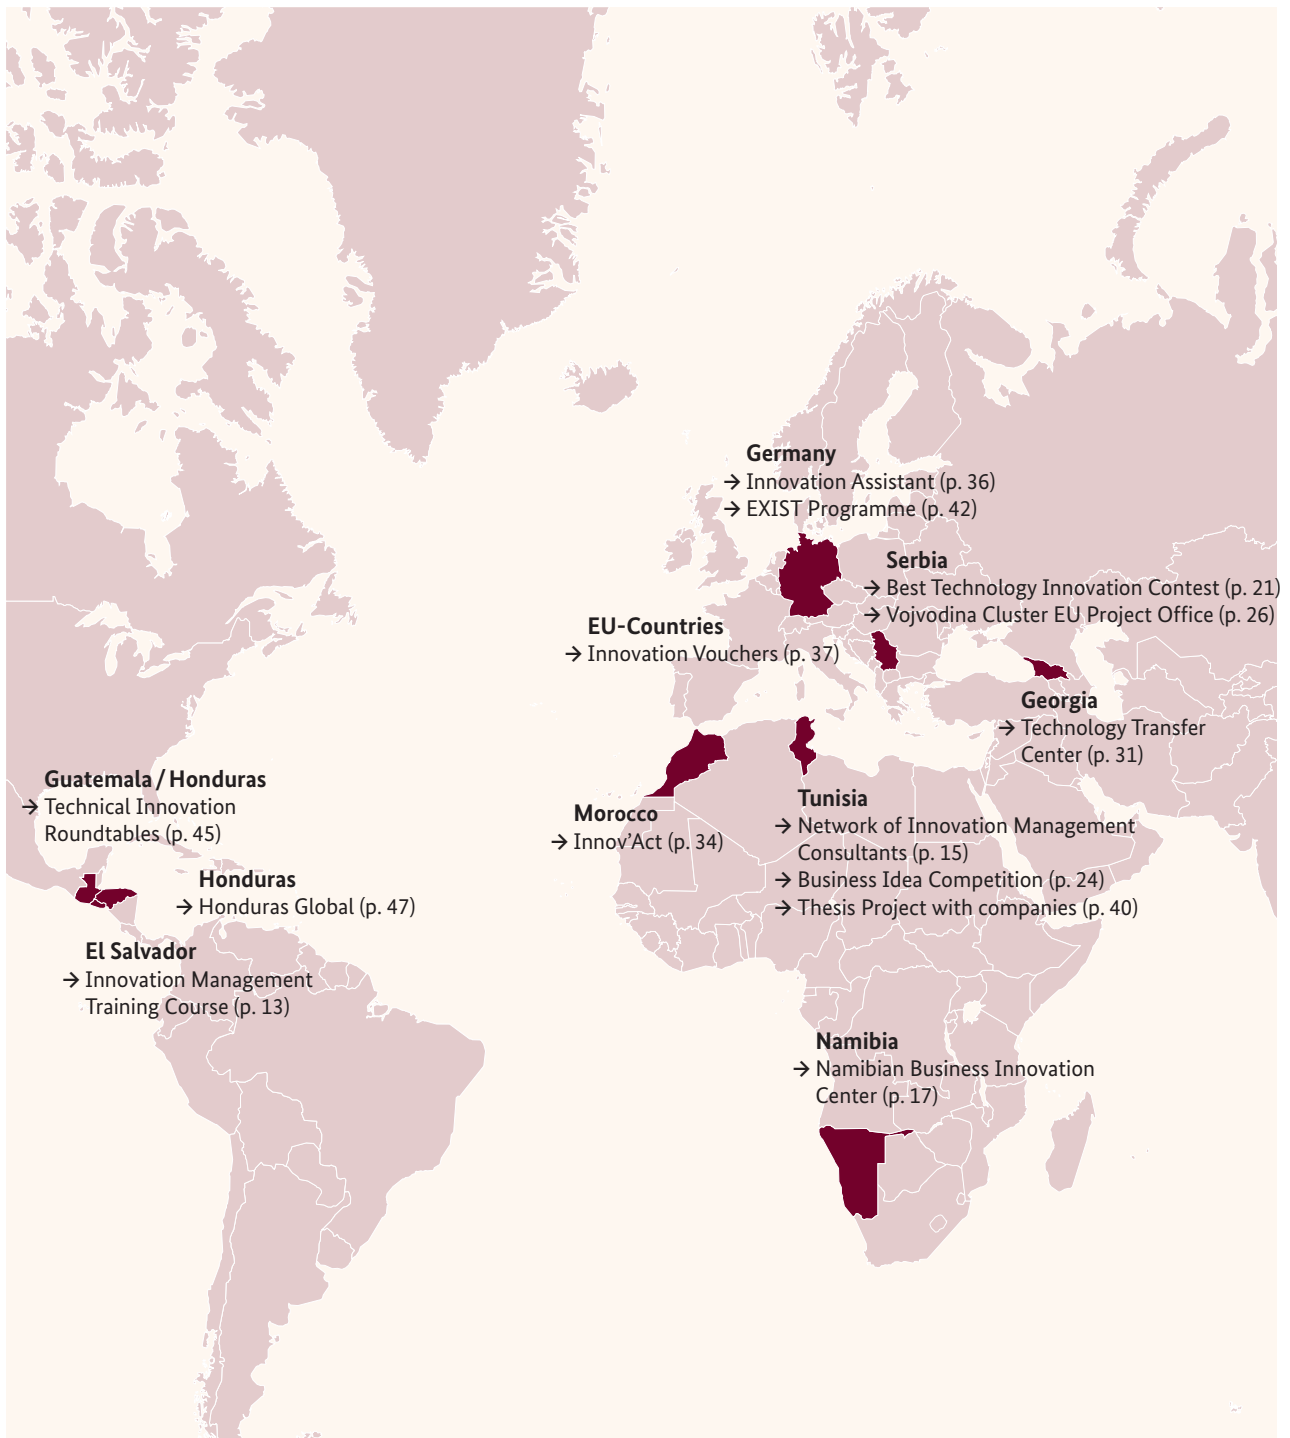 Germany
→ Innovation Assistant (p. 36)
→ EXIST Programme (p. 42)
Serbia
→ Best Technology Innovation Contest (p. 21)
→ Vojvodina Cluster EU Project Office (p. 26)
EU-Countries
→ Innovation Vouchers (p. 37)
Georgia
→ Technology Transfer
Center (p. 31)
Guatemala / Honduras
→ Technical Innovation
Roundtables (p. 45)
Morocco
→ Innov'Act (p. 34)
Tunisia
→ Network of Innovation Management
Consultants (p. 15)
→ Business Idea Competition (p. 24)
→ Thesis Project with companies (p. 40)
Honduras
→ Honduras Global (p. 47)
El Salvador
→ Innovation Management
Training Course (p. 13)
Namibia
→ Namibian Business Innovation
Center (p. 17)